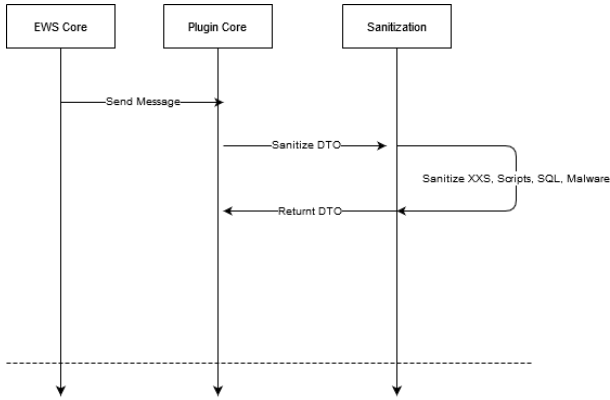 EWS Core
Plugin Core
Sanitization
Send Message
Sanitize DTO
Sanitize XXS, Scripts, SQL, Malware
Returnt DTO